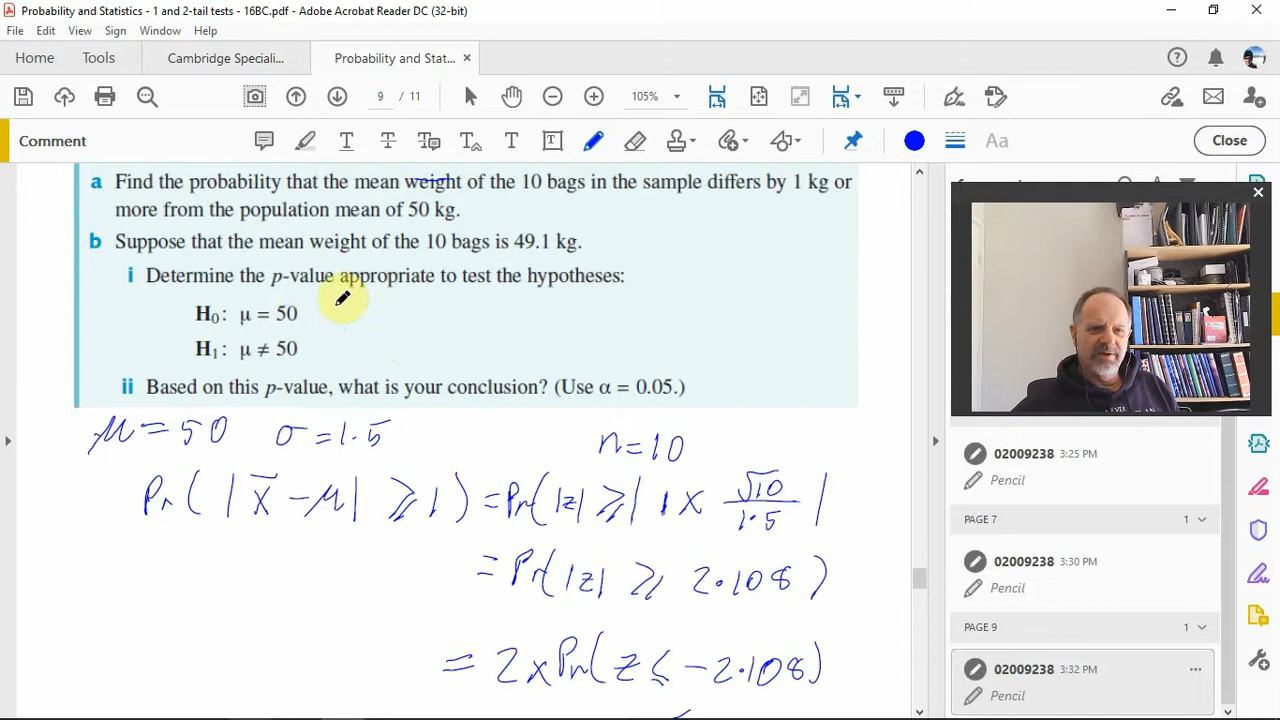 Probability and Statistics - 1 and 2-tail tests - 16BC.pdf - Adobe Acrobat Reader DC (32-bit)
File Edit View Sign Window Help
Home Tools Cambridge Speciali... Probability and Stat... ×
9 / 11 105%
Comment Aa Close
a Find the probability that the mean weight of the 10 bags in the sample differs by 1 kg or
more from the population mean of 50 kg.
b Suppose that the mean weight of the 10 bags is 49.1 kg.
i Determine the p-value appropriate to test the hypotheses:
H₀: μ = 50
H₁: μ ≠ 50
ii Based on this p-value, what is your conclusion? (Use α = 0.05.)
μ = 50 σ = 1.5 n = 10
Pr( |X̄ - μ| ⩾ 1 ) = Pr( |z| ⩾ | 1 × √10/1.5 |
= Pr( |z| ⩾ 2.108 )
= 2 x Pr( z ≤ -2.108 )
02009238 3:25 PM
Pencil
PAGE 7 1
02009238 3:30 PM
Pencil
PAGE 9 1
02009238 3:32 PM
Pencil